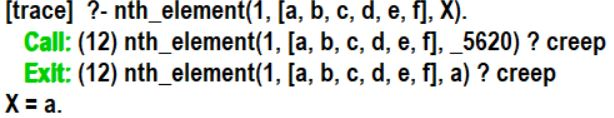 [trace]  ?- nth_element(1, [a, b, c, d, e, f], X).
Call: (12) nth_element(1, [a, b, c, d, e, f], _5620) ? creep
Exit: (12) nth_element(1, [a, b, c, d, e, f], a) ? creep
X = a.